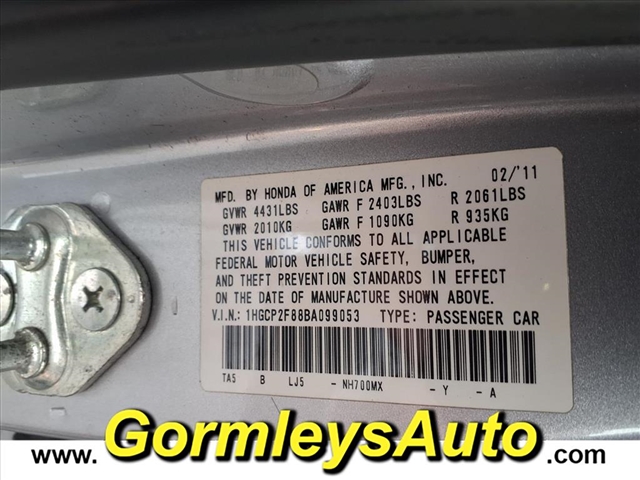 MFD. BY HONDA OF AMERICA MFG., INC. 02/'11
GVWR 4431LBS GAWR F 2403LBS R 2061LBS
GVWR 2010KG GAWR F 1090KG R 935KG
THIS VEHICLE CONFORMS TO ALL APPLICABLE
FEDERAL MOTOR VEHICLE SAFETY, BUMPER,
AND THEFT PREVENTION STANDARDS IN EFFECT
ON THE DATE OF MANUFACTURE SHOWN ABOVE.
V.I.N.: 1HGCP2F88BA099053 TYPE: PASSENGER CAR
TA5 B LJ5 - NH700MX - Y - A
www.GormleysAuto.com